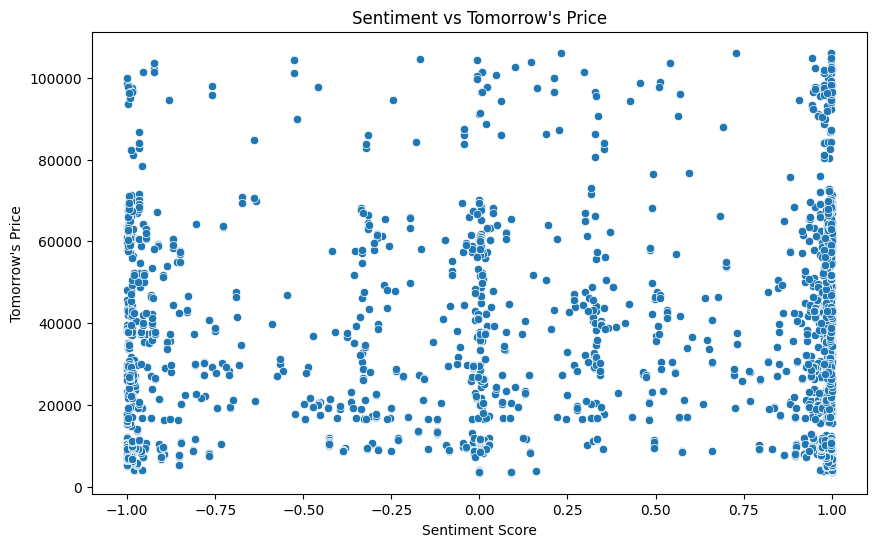 Sentiment vs Tomorrow's Price
Tomorrow's Price
100000
80000
60000
40000
20000
0
−1.00 −0.75 −0.50 −0.25 0.00 0.25 0.50 0.75 1.00
Sentiment Score